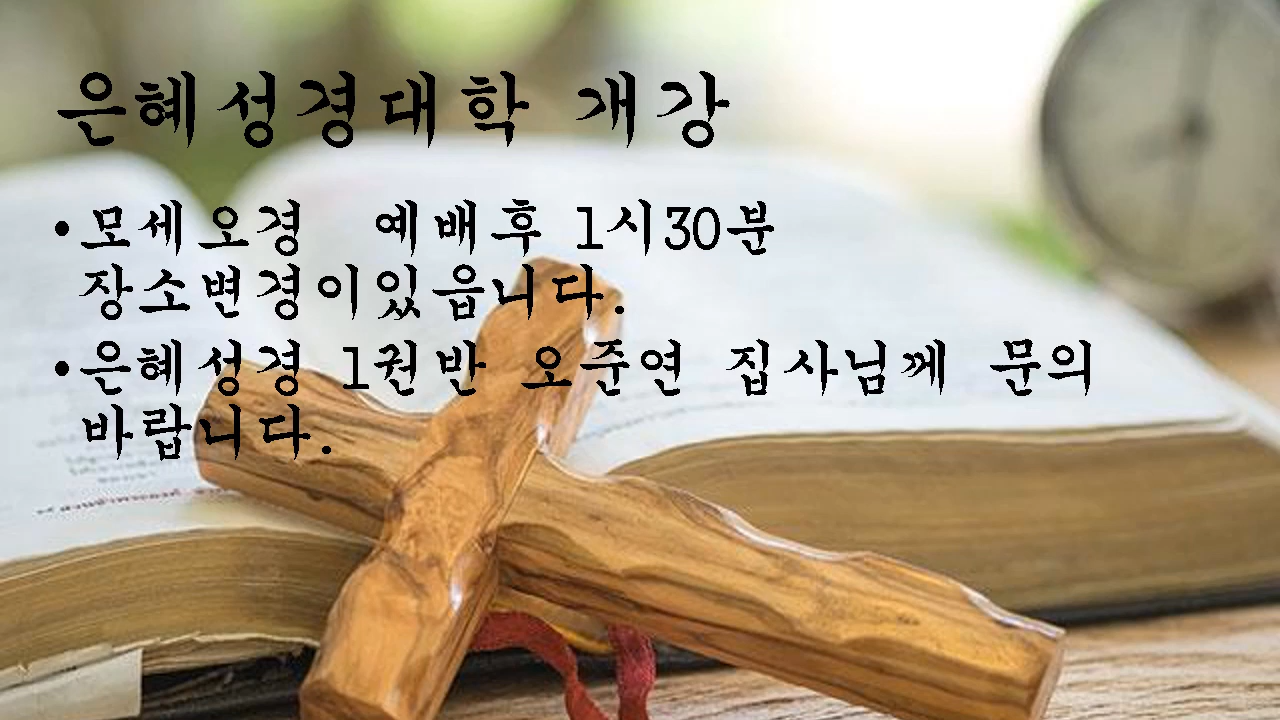 은혜성경대학 개강
•모세오경 예배후 1시30분
장소변경이있읍니다.
•은혜성경 1권반 오준연 집사님께 문의
바랍니다.